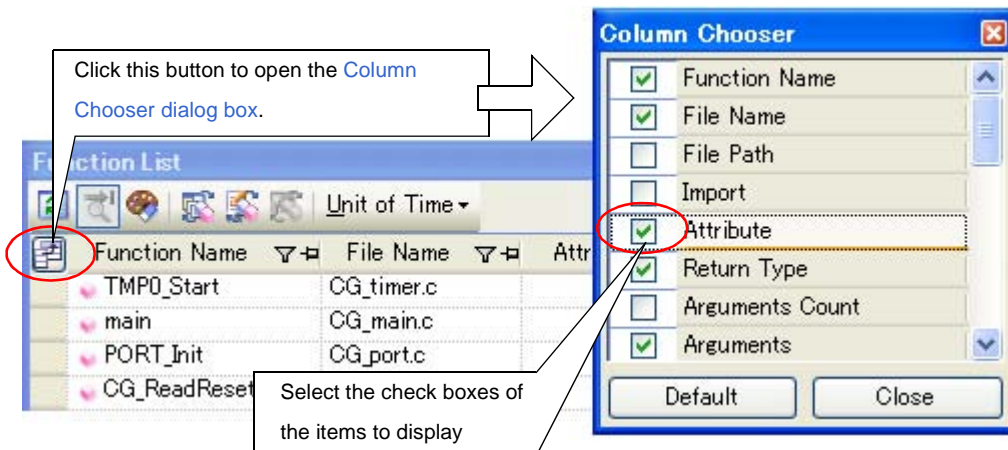 Click this button to open the Column
Chooser dialog box.
Function List
Unit of Time
Function Name File Name Attr
TMP0_Start CG_timer.c
main CG_main.c
PORT_Init CG_port.c
CG_ReadReset
Select the check boxes of
the items to display
Column Chooser
Function Name
File Name
File Path
Import
Attribute
Return Type
Arguments Count
Arguments
Default Close